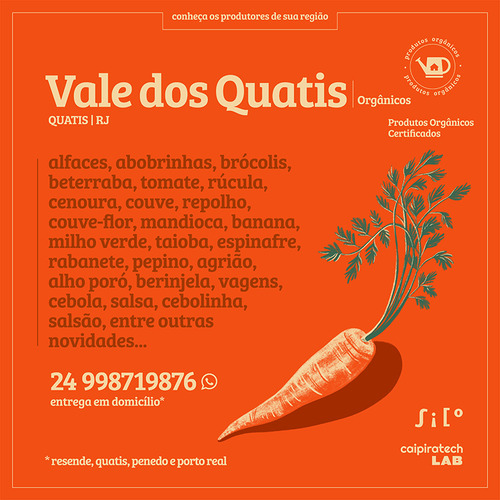 conheça os produtores de sua região
produtos orgânicos
produtos orgânicos
Vale dos Quatis
Orgânicos
QUATIS | RJ
Produtos Orgânicos
Certificados
alfaces, abobrinhas, brócolis,
beterraba, tomate, rúcula,
cenoura, couve, repolho,
couve-flor, mandioca, banana,
milho verde, taioba, espinafre,
rabanete, pepino, agrião,
alho poró, berinjela, vagens,
cebola, salsa, cebolinha,
salsão, entre outras
novidades...
24 998719876
entrega em domicílio*
caipiratech
LAB
* resende, quatis, penedo e porto real